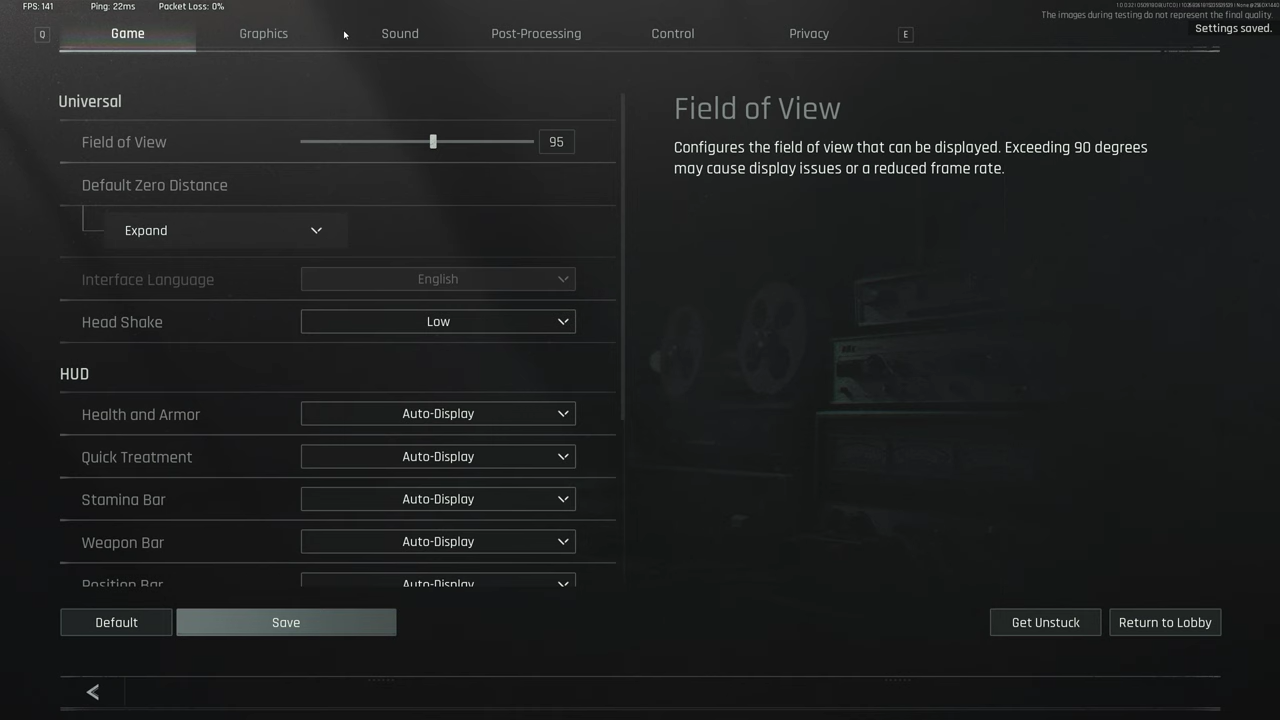 FPS: 141 Ping: 22ms Packet Loss: 0%
The images during testing do not represent the final quality
Settings saved.
Q Game Graphics Sound Post-Processing Control Privacy E
Universal
Field of View 95
Default Zero Distance
Expand
Interface Language English
Head Shake Low
HUD
Health and Armor Auto-Display
Quick Treatment Auto-Display
Stamina Bar Auto-Display
Weapon Bar Auto-Display
Position Bar Auto-Display
Field of View
Configures the field of view that can be displayed. Exceeding 90 degrees
may cause display issues or a reduced frame rate.
Default Save Get Unstuck Return to Lobby